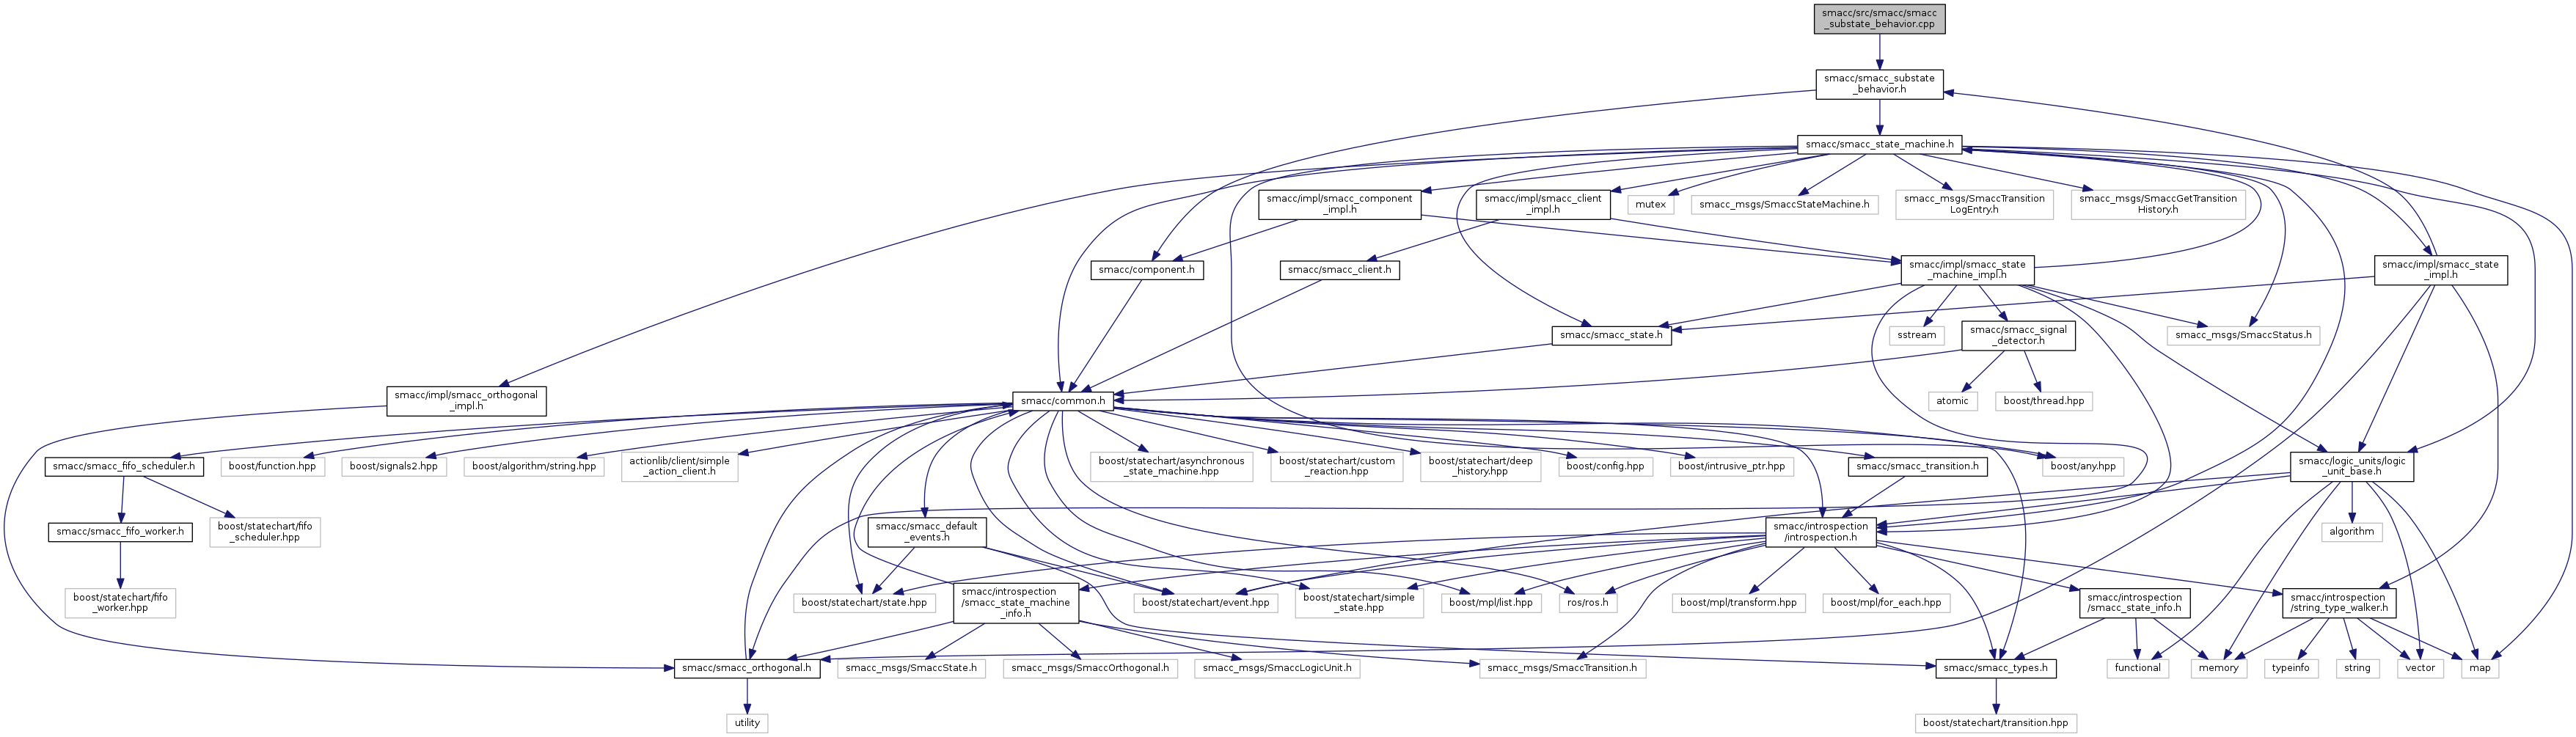 smacc/src/smacc/smacc
_substate_behavior.cpp
smacc/smacc_substate
_behavior.h
smacc/smacc_state_machine.h
smacc/impl/smacc_component
_impl.h
smacc/impl/smacc_client
_impl.h
mutex
smacc_msgs/SmaccStateMachine.h
smacc_msgs/SmaccTransition
LogEntry.h
smacc_msgs/SmaccGetTransition
History.h
smacc/component.h
smacc/smacc_client.h
smacc/impl/smacc_state
_machine_impl.h
smacc/impl/smacc_state
_impl.h
smacc/smacc_state.h
sstream
smacc/smacc_signal
_detector.h
smacc_msgs/SmaccStatus.h
smacc/impl/smacc_orthogonal
_impl.h
smacc/common.h
atomic
boost/thread.hpp
smacc/smacc_fifo_scheduler.h
boost/function.hpp
boost/signals2.hpp
boost/algorithm/string.hpp
actionlib/client/simple
_action_client.h
boost/statechart/asynchronous
_state_machine.hpp
boost/statechart/custom
_reaction.hpp
boost/statechart/deep
_history.hpp
boost/config.hpp
boost/intrusive_ptr.hpp
smacc/smacc_transition.h
boost/any.hpp
smacc/logic_units/logic
_unit_base.h
smacc/smacc_fifo_worker.h
boost/statechart/fifo
_scheduler.hpp
smacc/smacc_default
_events.h
smacc/introspection
/introspection.h
algorithm
boost/statechart/fifo
_worker.hpp
boost/statechart/state.hpp
smacc/introspection
/smacc_state_machine
_info.h
boost/statechart/event.hpp
boost/statechart/simple
_state.hpp
boost/mpl/list.hpp
ros/ros.h
boost/mpl/transform.hpp
boost/mpl/for_each.hpp
smacc/introspection
/smacc_state_info.h
smacc/introspection
/string_type_walker.h
smacc/smacc_orthogonal.h
smacc_msgs/SmaccState.h
smacc_msgs/SmaccOrthogonal.h
smacc_msgs/SmaccLogicUnit.h
smacc_msgs/SmaccTransition.h
smacc/smacc_types.h
functional
memory
typeinfo
string
vector
map
utility
boost/statechart/transition.hpp